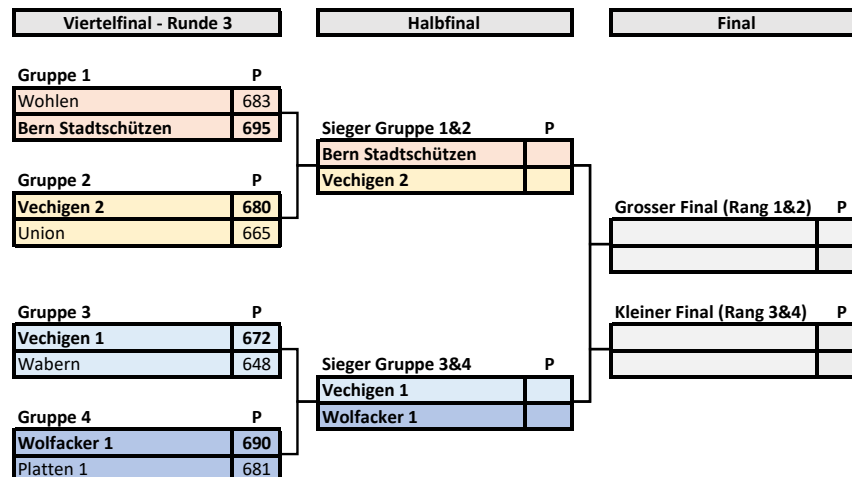 Viertelfinal - Runde 3
Halbfinal
Final
Gruppe 1 P
Wohlen 683
Bern Stadtschützen 695
Gruppe 2 P
Vechigen 2 680
Union 665
Gruppe 3 P
Vechigen 1 672
Wabern 648
Gruppe 4 P
Wolfacker 1 690
Platten 1 681
Sieger Gruppe 1&2 P
Bern Stadtschützen
Vechigen 2
Sieger Gruppe 3&4 P
Vechigen 1
Wolfacker 1
Grosser Final (Rang 1&2) P
Kleiner Final (Rang 3&4) P